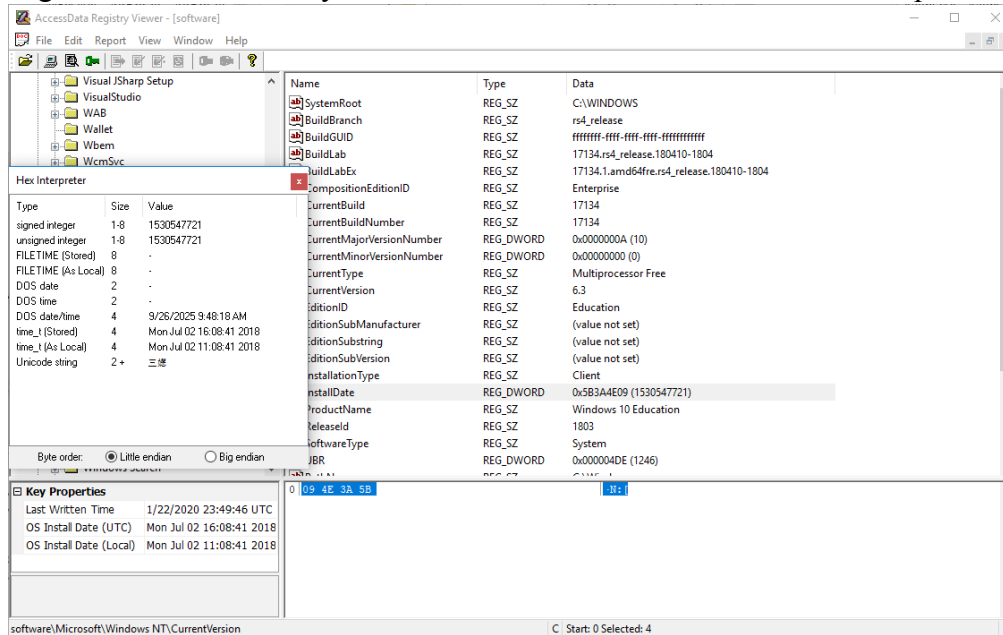 AccessData Registry Viewer - [software]
File Edit Report View Window Help
Visual JSharp Setup
VisualStudio
WAB
Wallet
Wbem
WcmSvc
Hex Interpreter
x
Type Size Value
signed integer 1-8 1530547721
unsigned integer 1-8 1530547721
FILETIME (Stored) 8 -
FILETIME (As Local) 8 -
DOS date 2 -
DOS time 2 -
DOS date/time 4 9/26/2025 9:48:18 AM
time_t (Stored) 4 Mon Jul 02 16:08:41 2018
time_t (As Local) 4 Mon Jul 02 11:08:41 2018
Unicode string 2 +
Byte order: Little endian Big endian
Name Type Data
SystemRoot REG_SZ C:\WINDOWS
BuildBranch REG_SZ rs4_release
BuildGUID REG_SZ ffffffff-ffff-ffff-ffff-ffffffffffff
BuildLab REG_SZ 17134.rs4_release.180410-1804
BuildLabEx REG_SZ 17134.1.amd64fre.rs4_release.180410-1804
CompositionEditionID REG_SZ Enterprise
CurrentBuild REG_SZ 17134
CurrentBuildNumber REG_SZ 17134
CurrentMajorVersionNumber REG_DWORD 0x0000000A (10)
CurrentMinorVersionNumber REG_DWORD 0x00000000 (0)
CurrentType REG_SZ Multiprocessor Free
CurrentVersion REG_SZ 6.3
EditionID REG_SZ Education
EditionSubManufacturer REG_SZ (value not set)
EditionSubstring REG_SZ (value not set)
EditionSubVersion REG_SZ (value not set)
InstallationType REG_SZ Client
InstallDate REG_DWORD 0x5B3A4E09 (1530547721)
ProductName REG_SZ Windows 10 Education
ReleaseId REG_SZ 1803
SoftwareType REG_SZ System
UBR REG_DWORD 0x000004DE (1246)
Key Properties
Last Written Time 1/22/2020 23:49:46 UTC
OS Install Date (UTC) Mon Jul 02 16:08:41 2018
OS Install Date (Local) Mon Jul 02 11:08:41 2018
0 09 4E 3A 5B ·N:[
software\Microsoft\Windows NT\CurrentVersion C Start: 0 Selected: 4